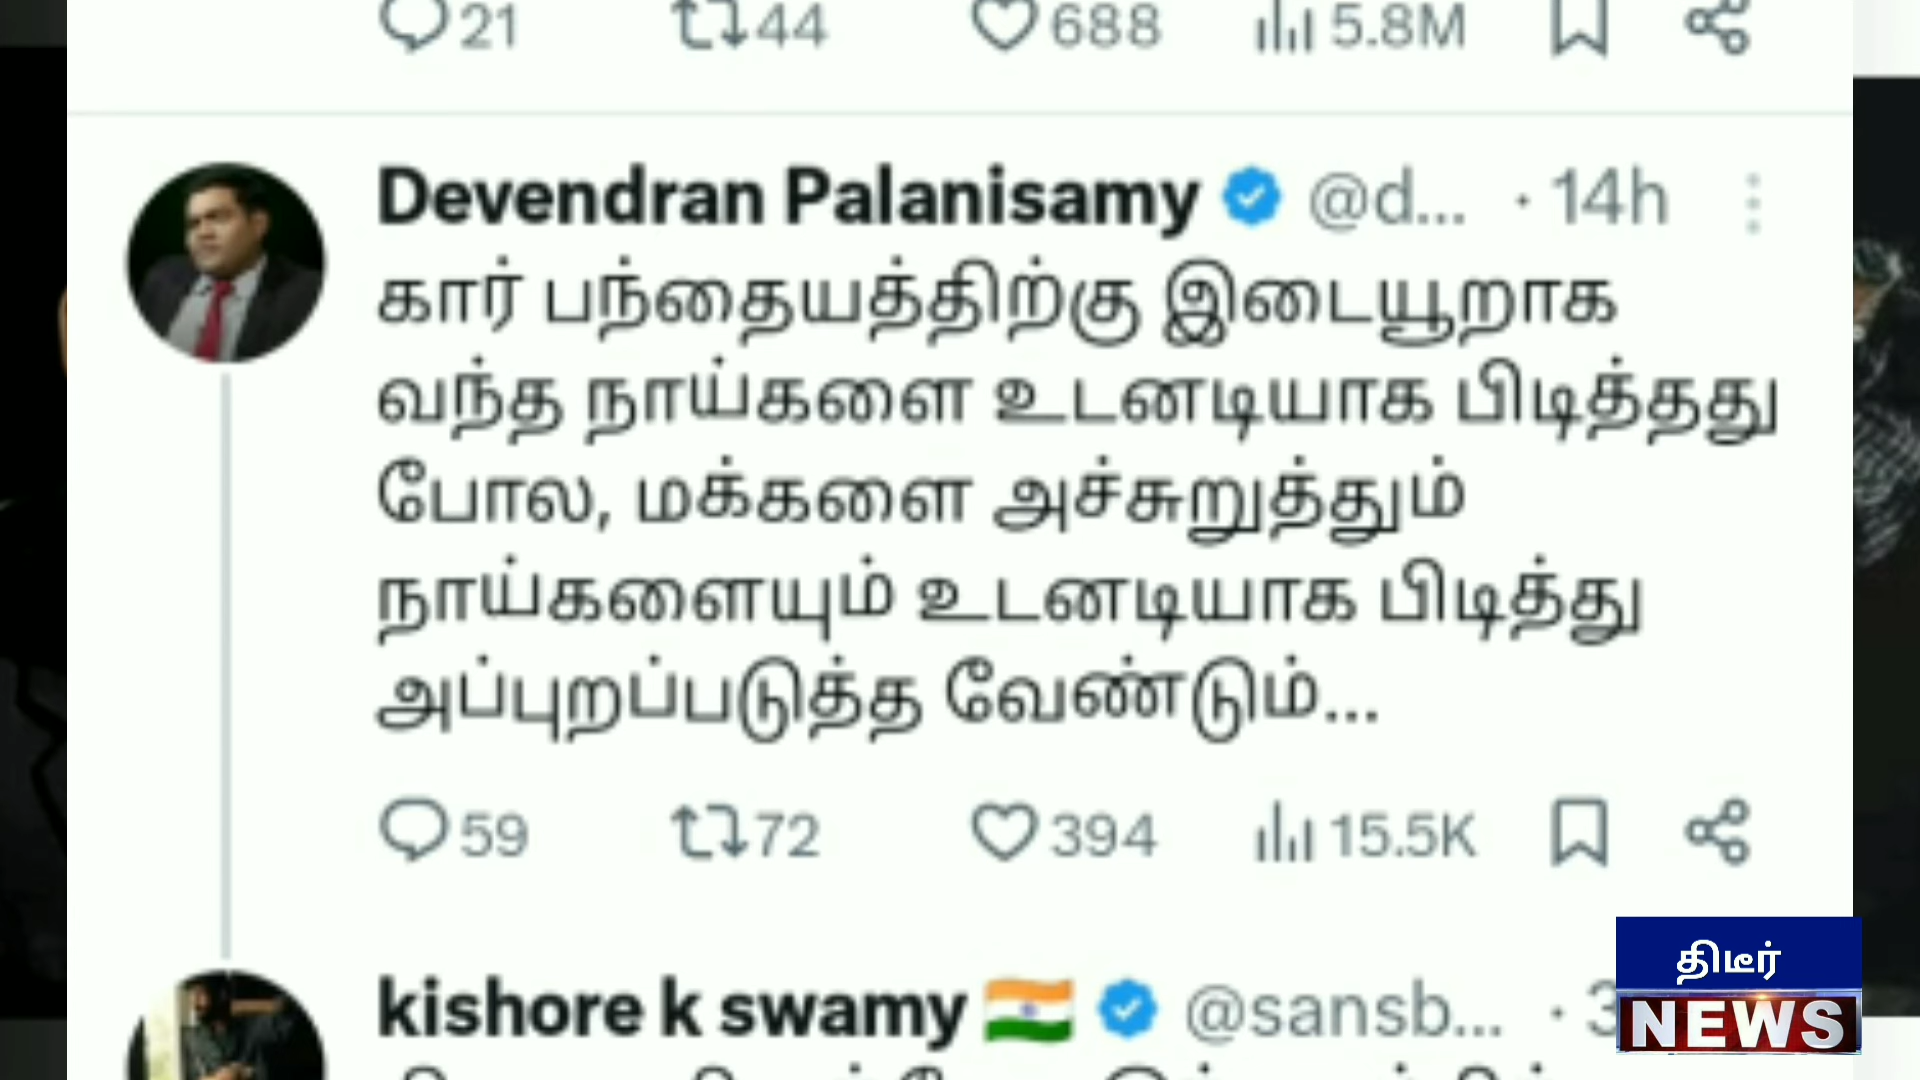 21 44 688 5.8M
Devendran Palanisamy @d... · 14h
கார் பந்தையத்திற்கு இடையூறாக
வந்த நாய்களை உடனடியாக பிடித்தது
போல, மக்களை அச்சுறுத்தும்
நாய்களையும் உடனடியாக பிடித்து
அப்புறப்படுத்த வேண்டும்...
59 72 394 15.5K
kishore k swamy @sansb... · 3
திடீர்
NEWS